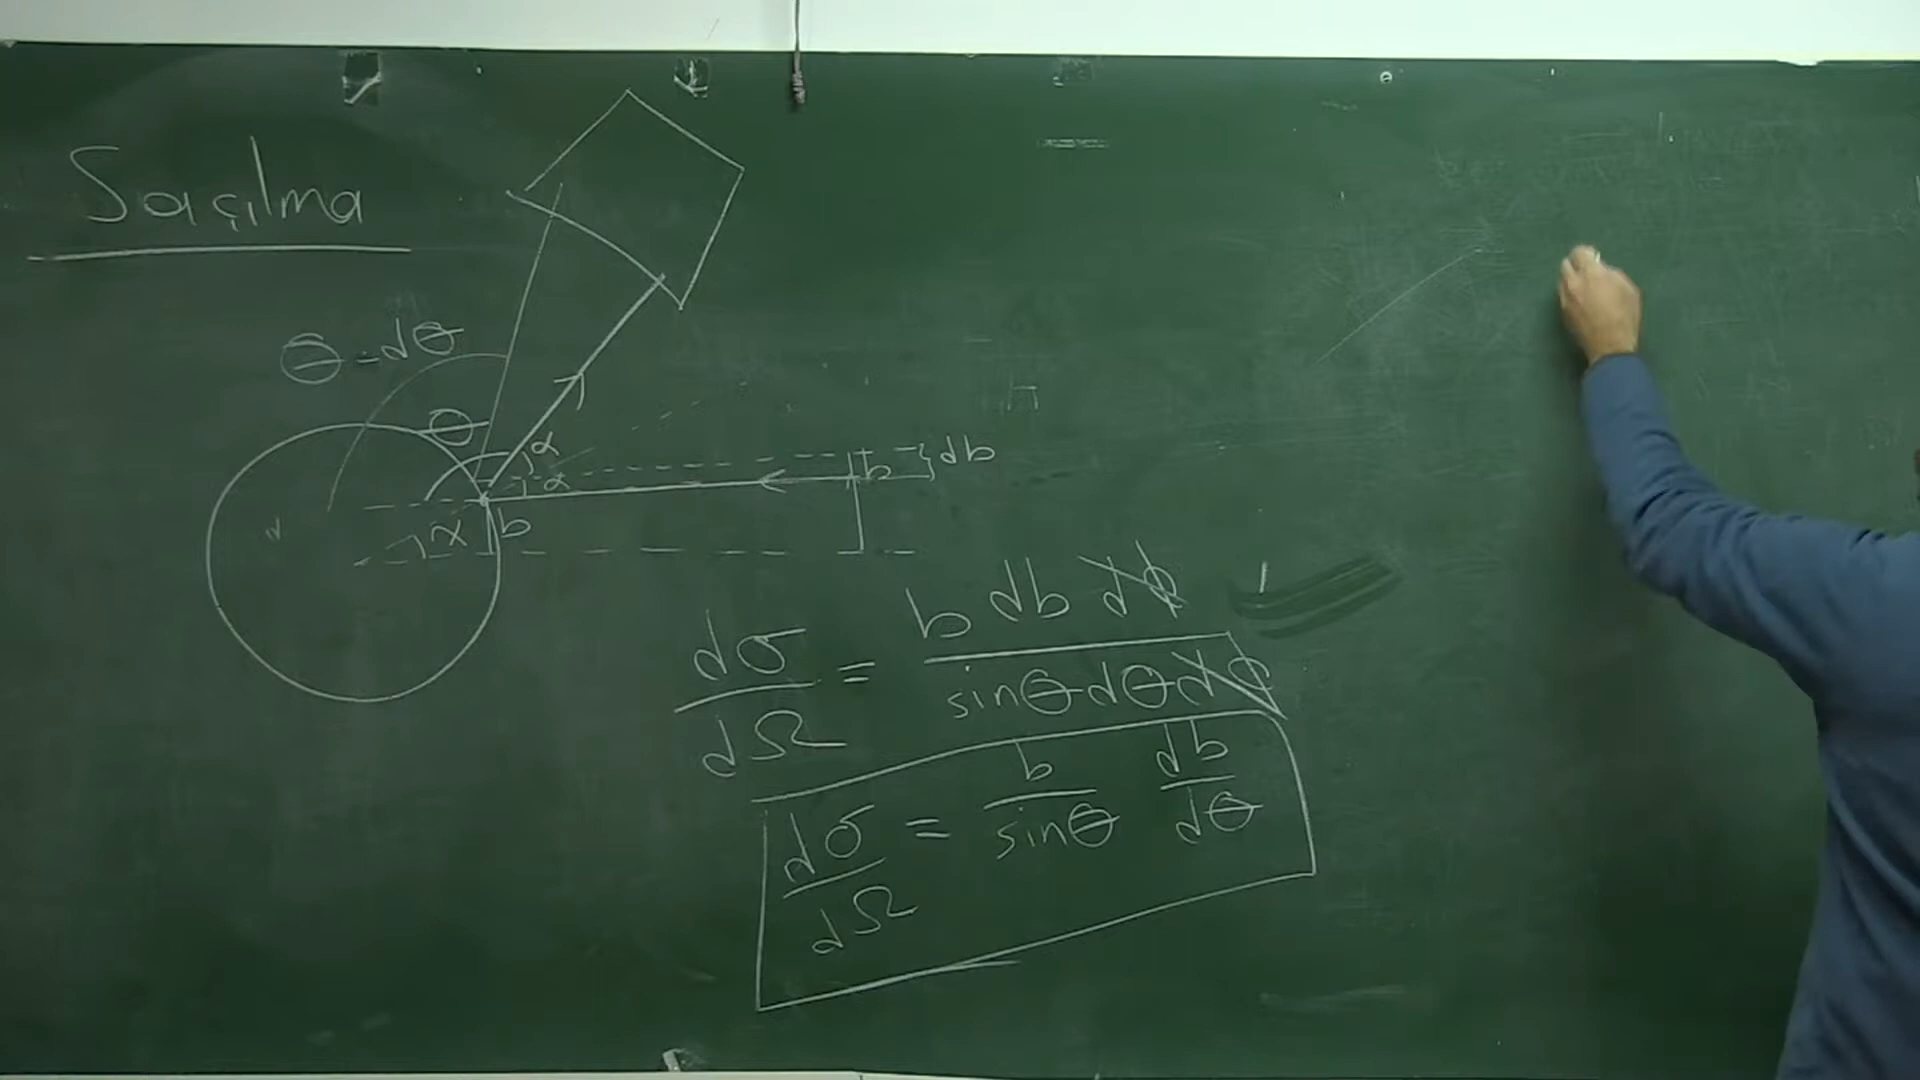 Saçılma
θ - dθ
θ
α
α
b
} db
α
b
dσ/dΩ = b db dϕ / sinθ dθ dϕ
dσ/dΩ = b/sinθ db/dθ